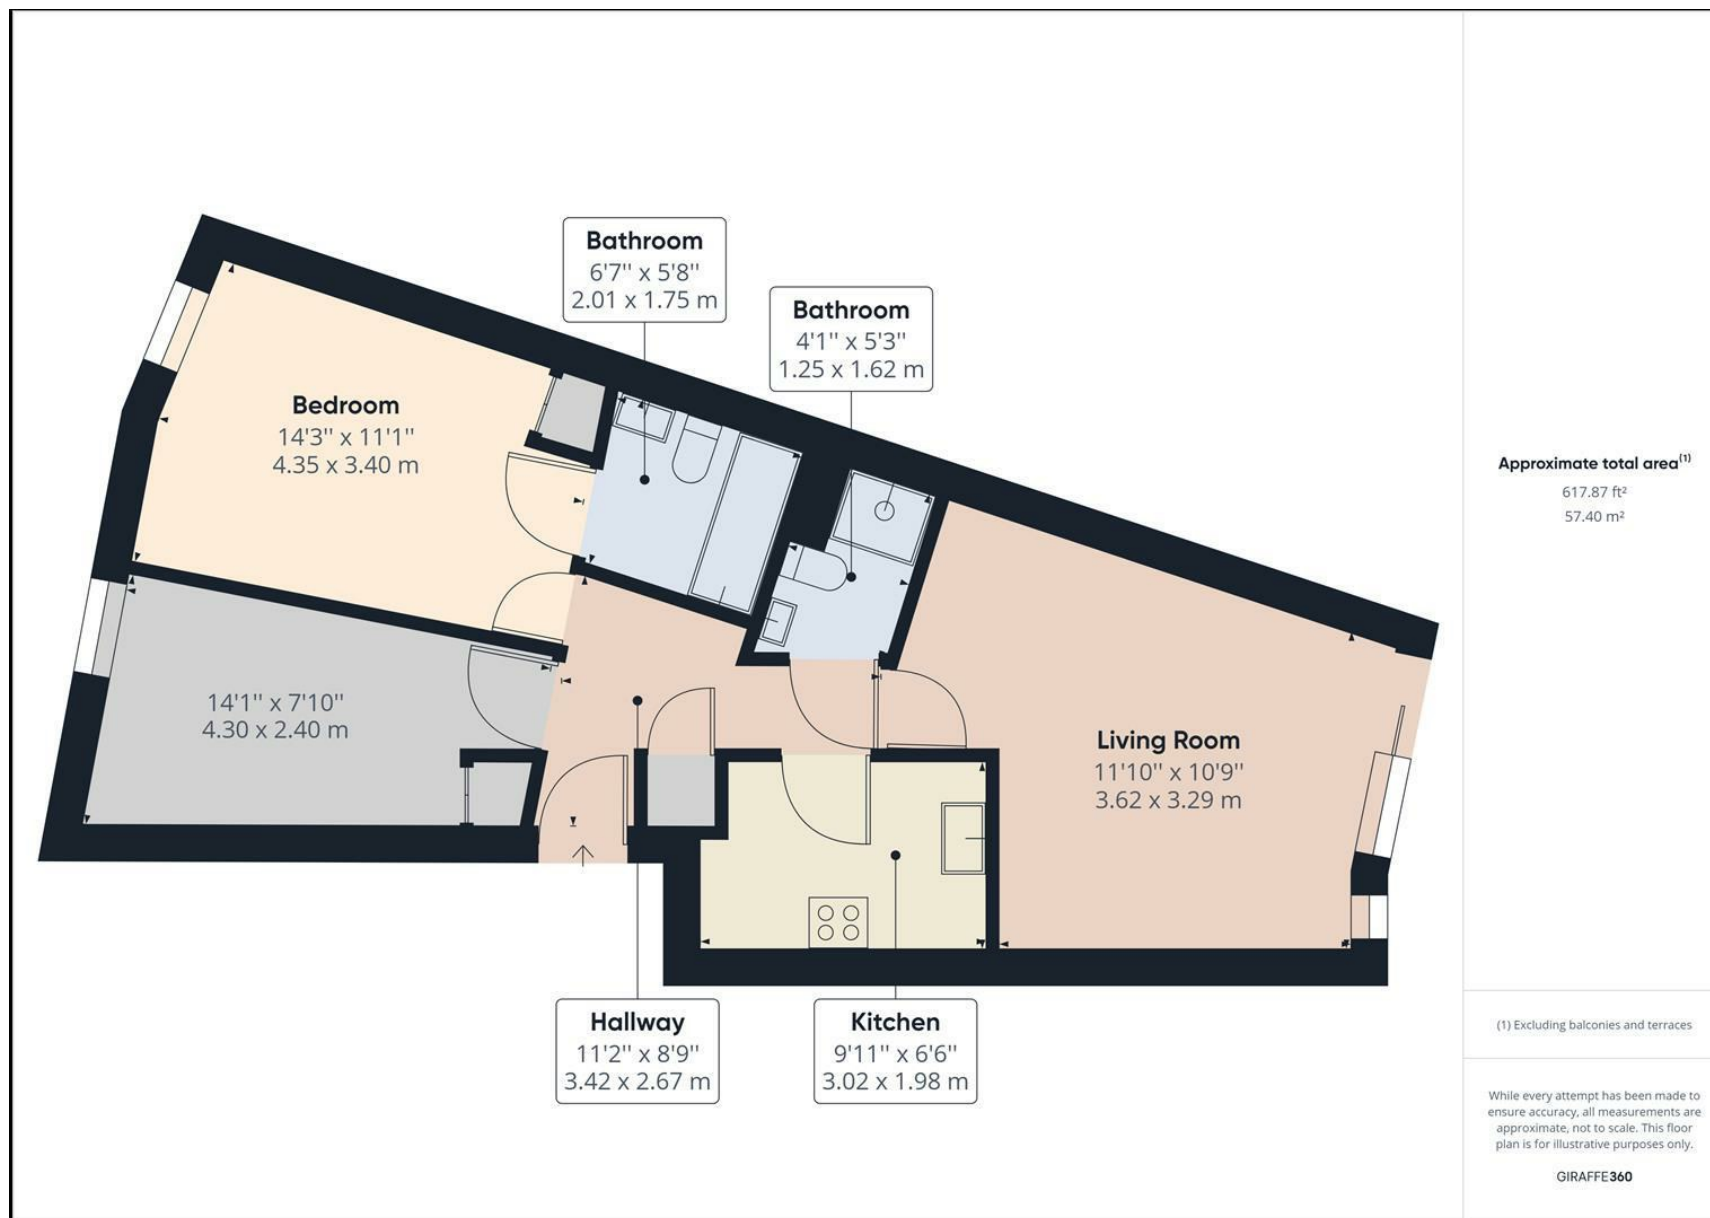 Bathroom
6'7'' x 5'8''
2.01 x 1.75 m
Bathroom
4'1'' x 5'3''
1.25 x 1.62 m
Bedroom
14'3'' x 11'1''
4.35 x 3.40 m
14'1'' x 7'10''
4.30 x 2.40 m
Living Room
11'10'' x 10'9''
3.62 x 3.29 m
Hallway
11'2'' x 8'9''
3.42 x 2.67 m
Kitchen
9'11'' x 6'6''
3.02 x 1.98 m
Approximate total area(1)
617.87 ft²
57.40 m²
(1) Excluding balconies and terraces
While every attempt has been made to
ensure accuracy, all measurements are
approximate, not to scale. This floor
plan is for illustrative purposes only.
GIRAFFE360